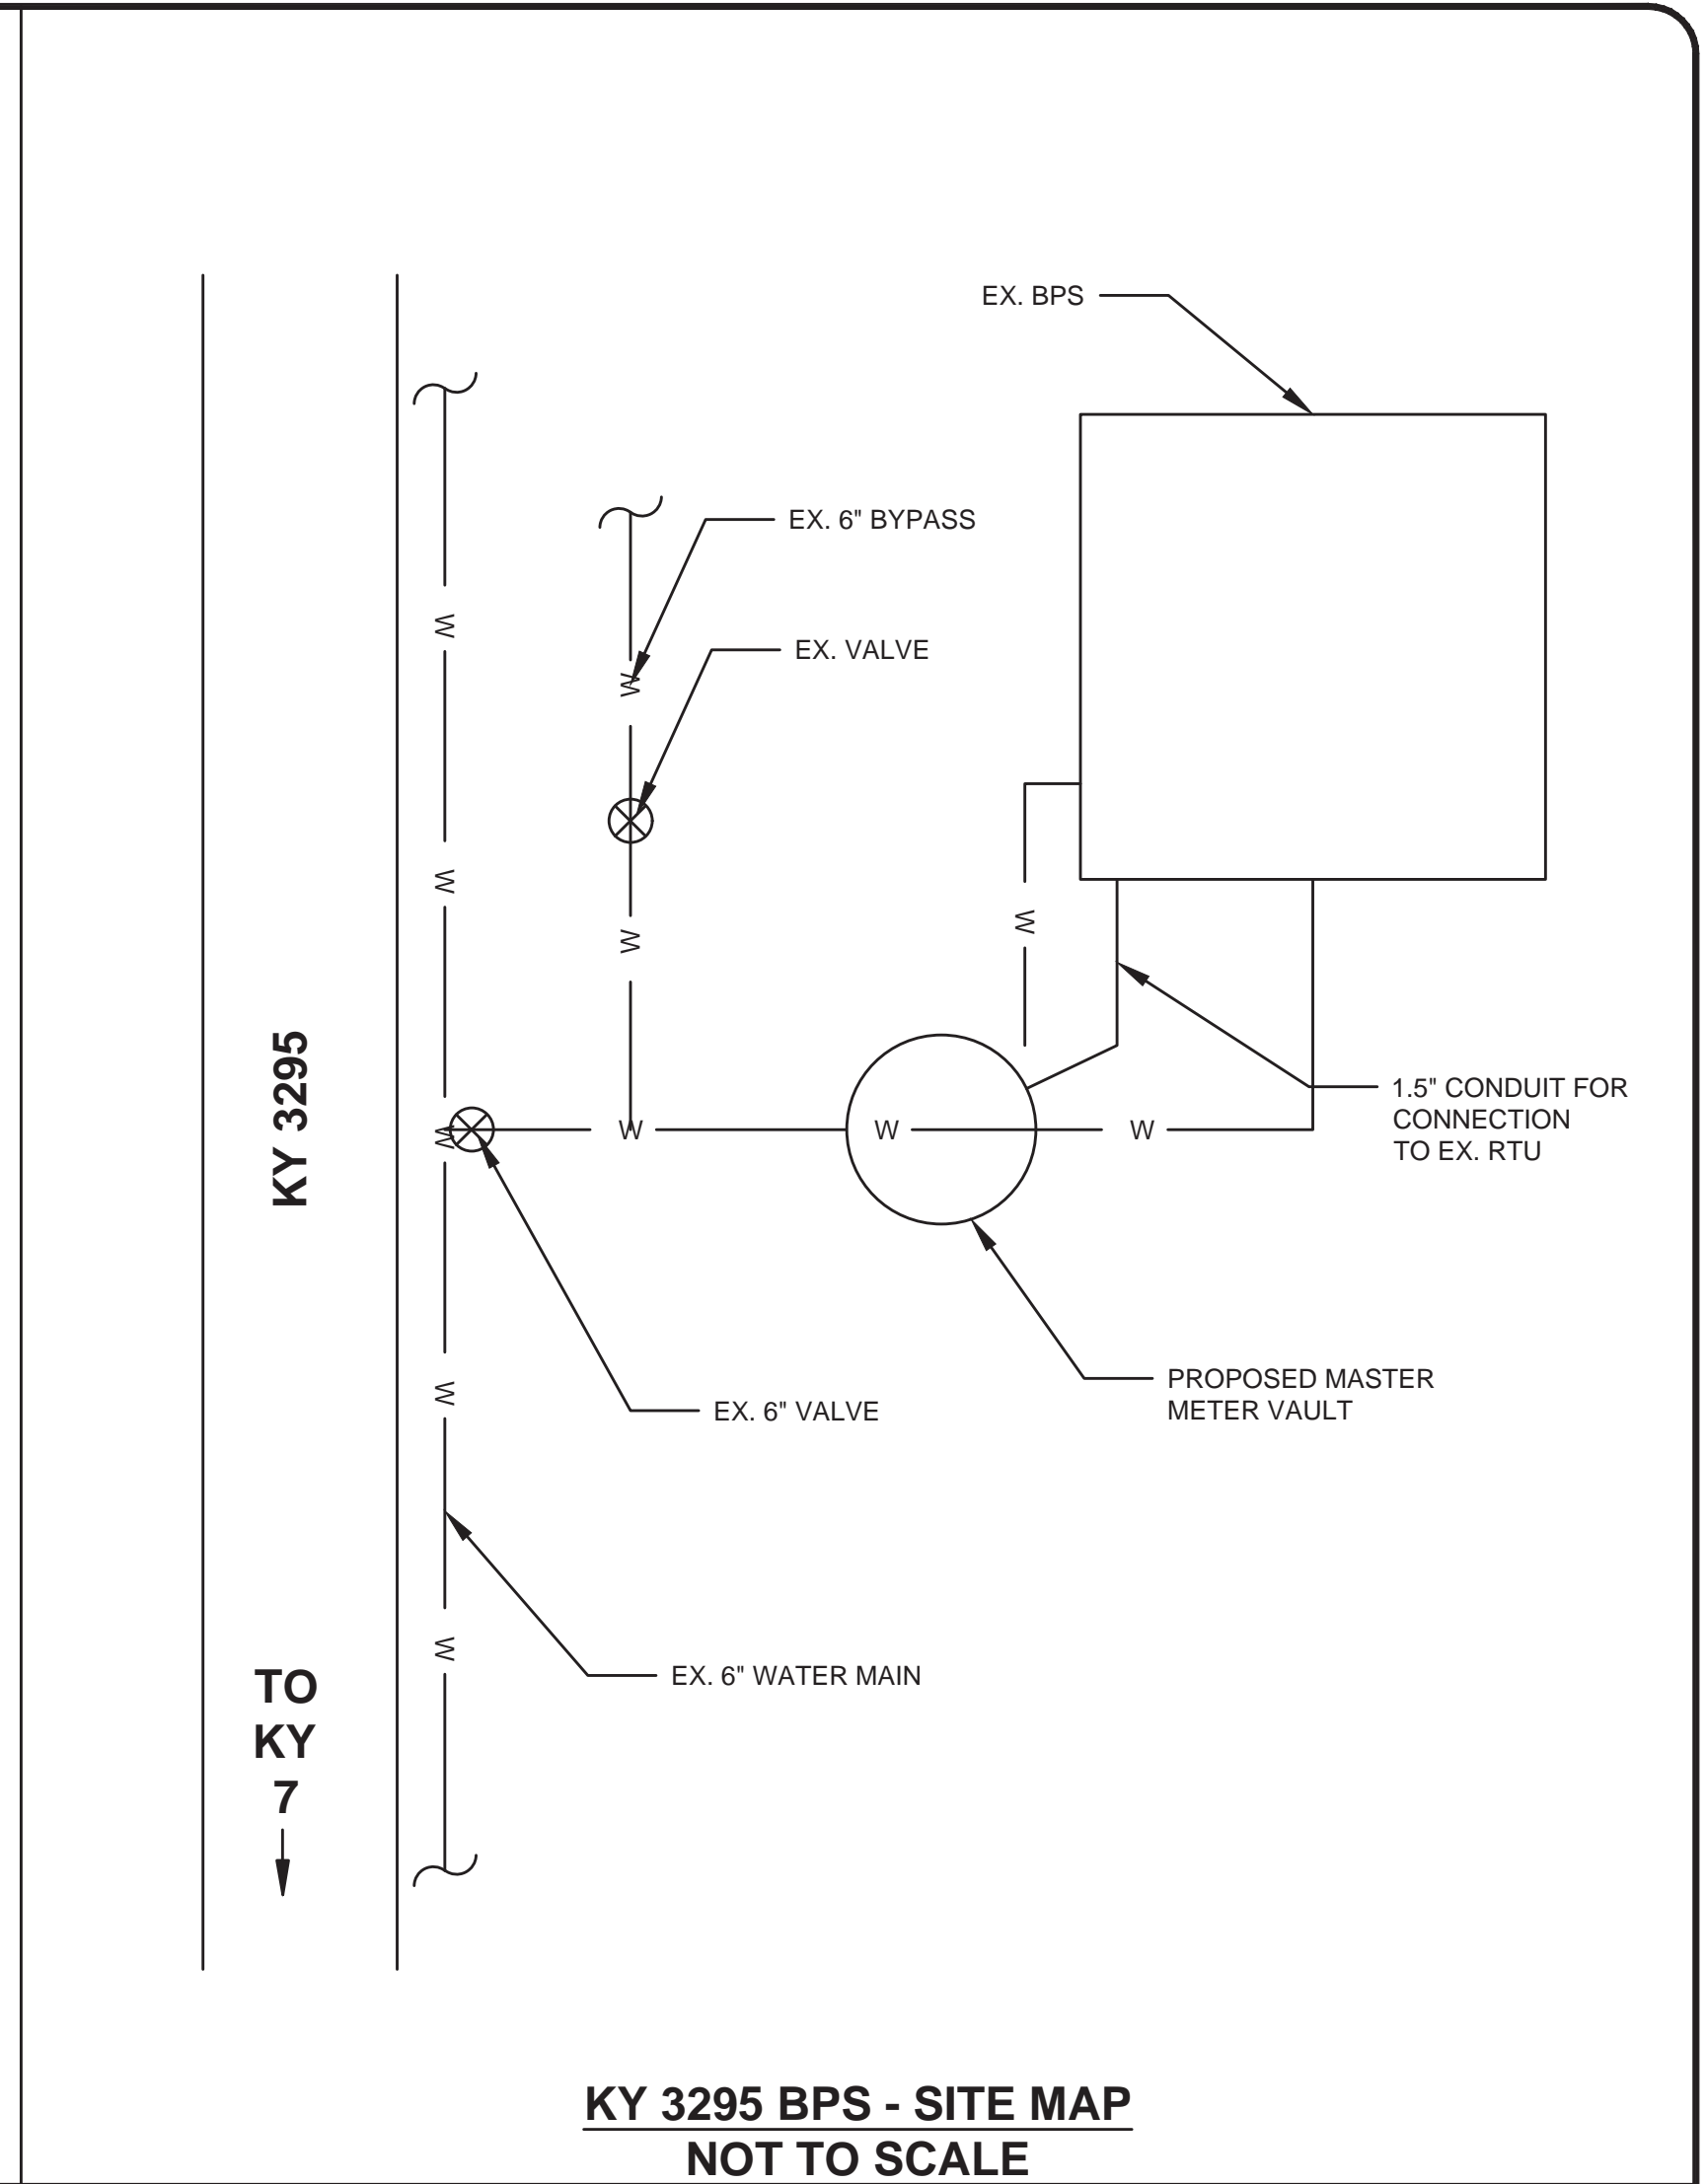 EX. BPS
EX. 6" BYPASS
EX. VALVE
W
W
W
W
W
W
KY 3295
W
W
W
1.5" CONDUIT FOR
CONNECTION
TO EX. RTU
W
PROPOSED MASTER
METER VAULT
EX. 6" VALVE
W
EX. 6" WATER MAIN
TO
KY
7
KY 3295 BPS - SITE MAP
NOT TO SCALE